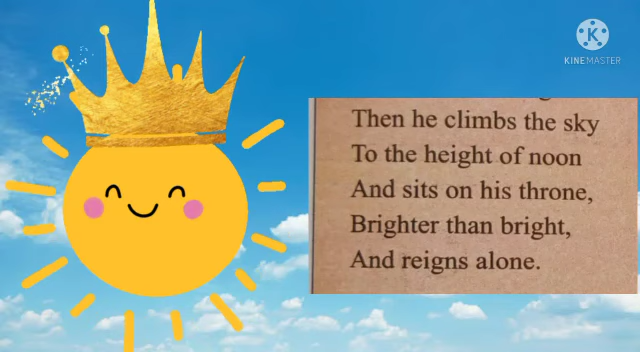 KINEMASTER
Then he climbs the sky
To the height of noon
And sits on his throne,
Brighter than bright,
And reigns alone.